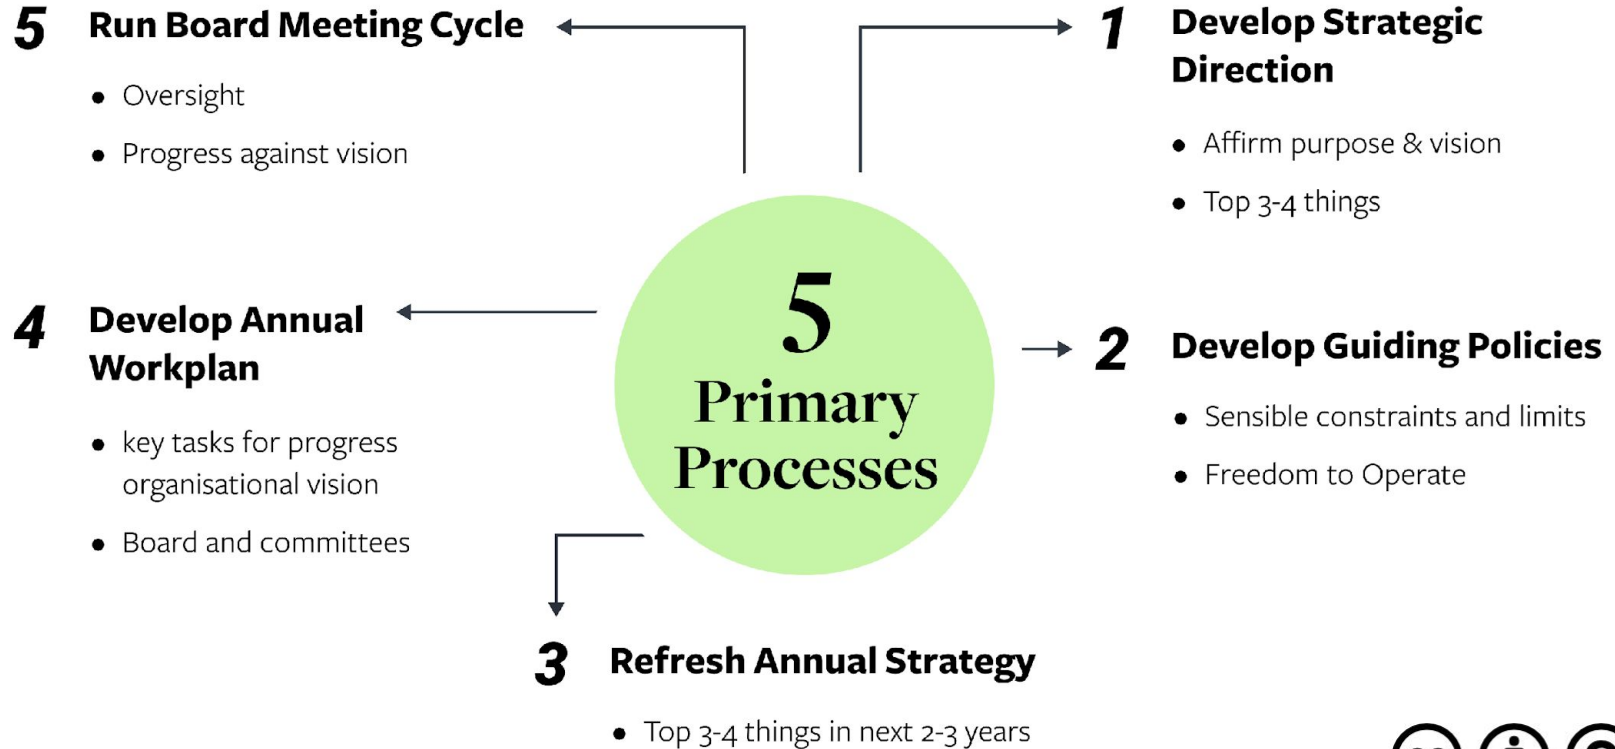 5 Run Board Meeting Cycle
• Oversight
• Progress against vision
1 Develop Strategic
Direction
• Affirm purpose & vision
• Top 3-4 things
5
Primary
Processes
4 Develop Annual
Workplan
• key tasks for progress
organisational vision
• Board and committees
2 Develop Guiding Policies
• Sensible constraints and limits
• Freedom to Operate
3 Refresh Annual Strategy
• Top 3-4 things in next 2-3 years